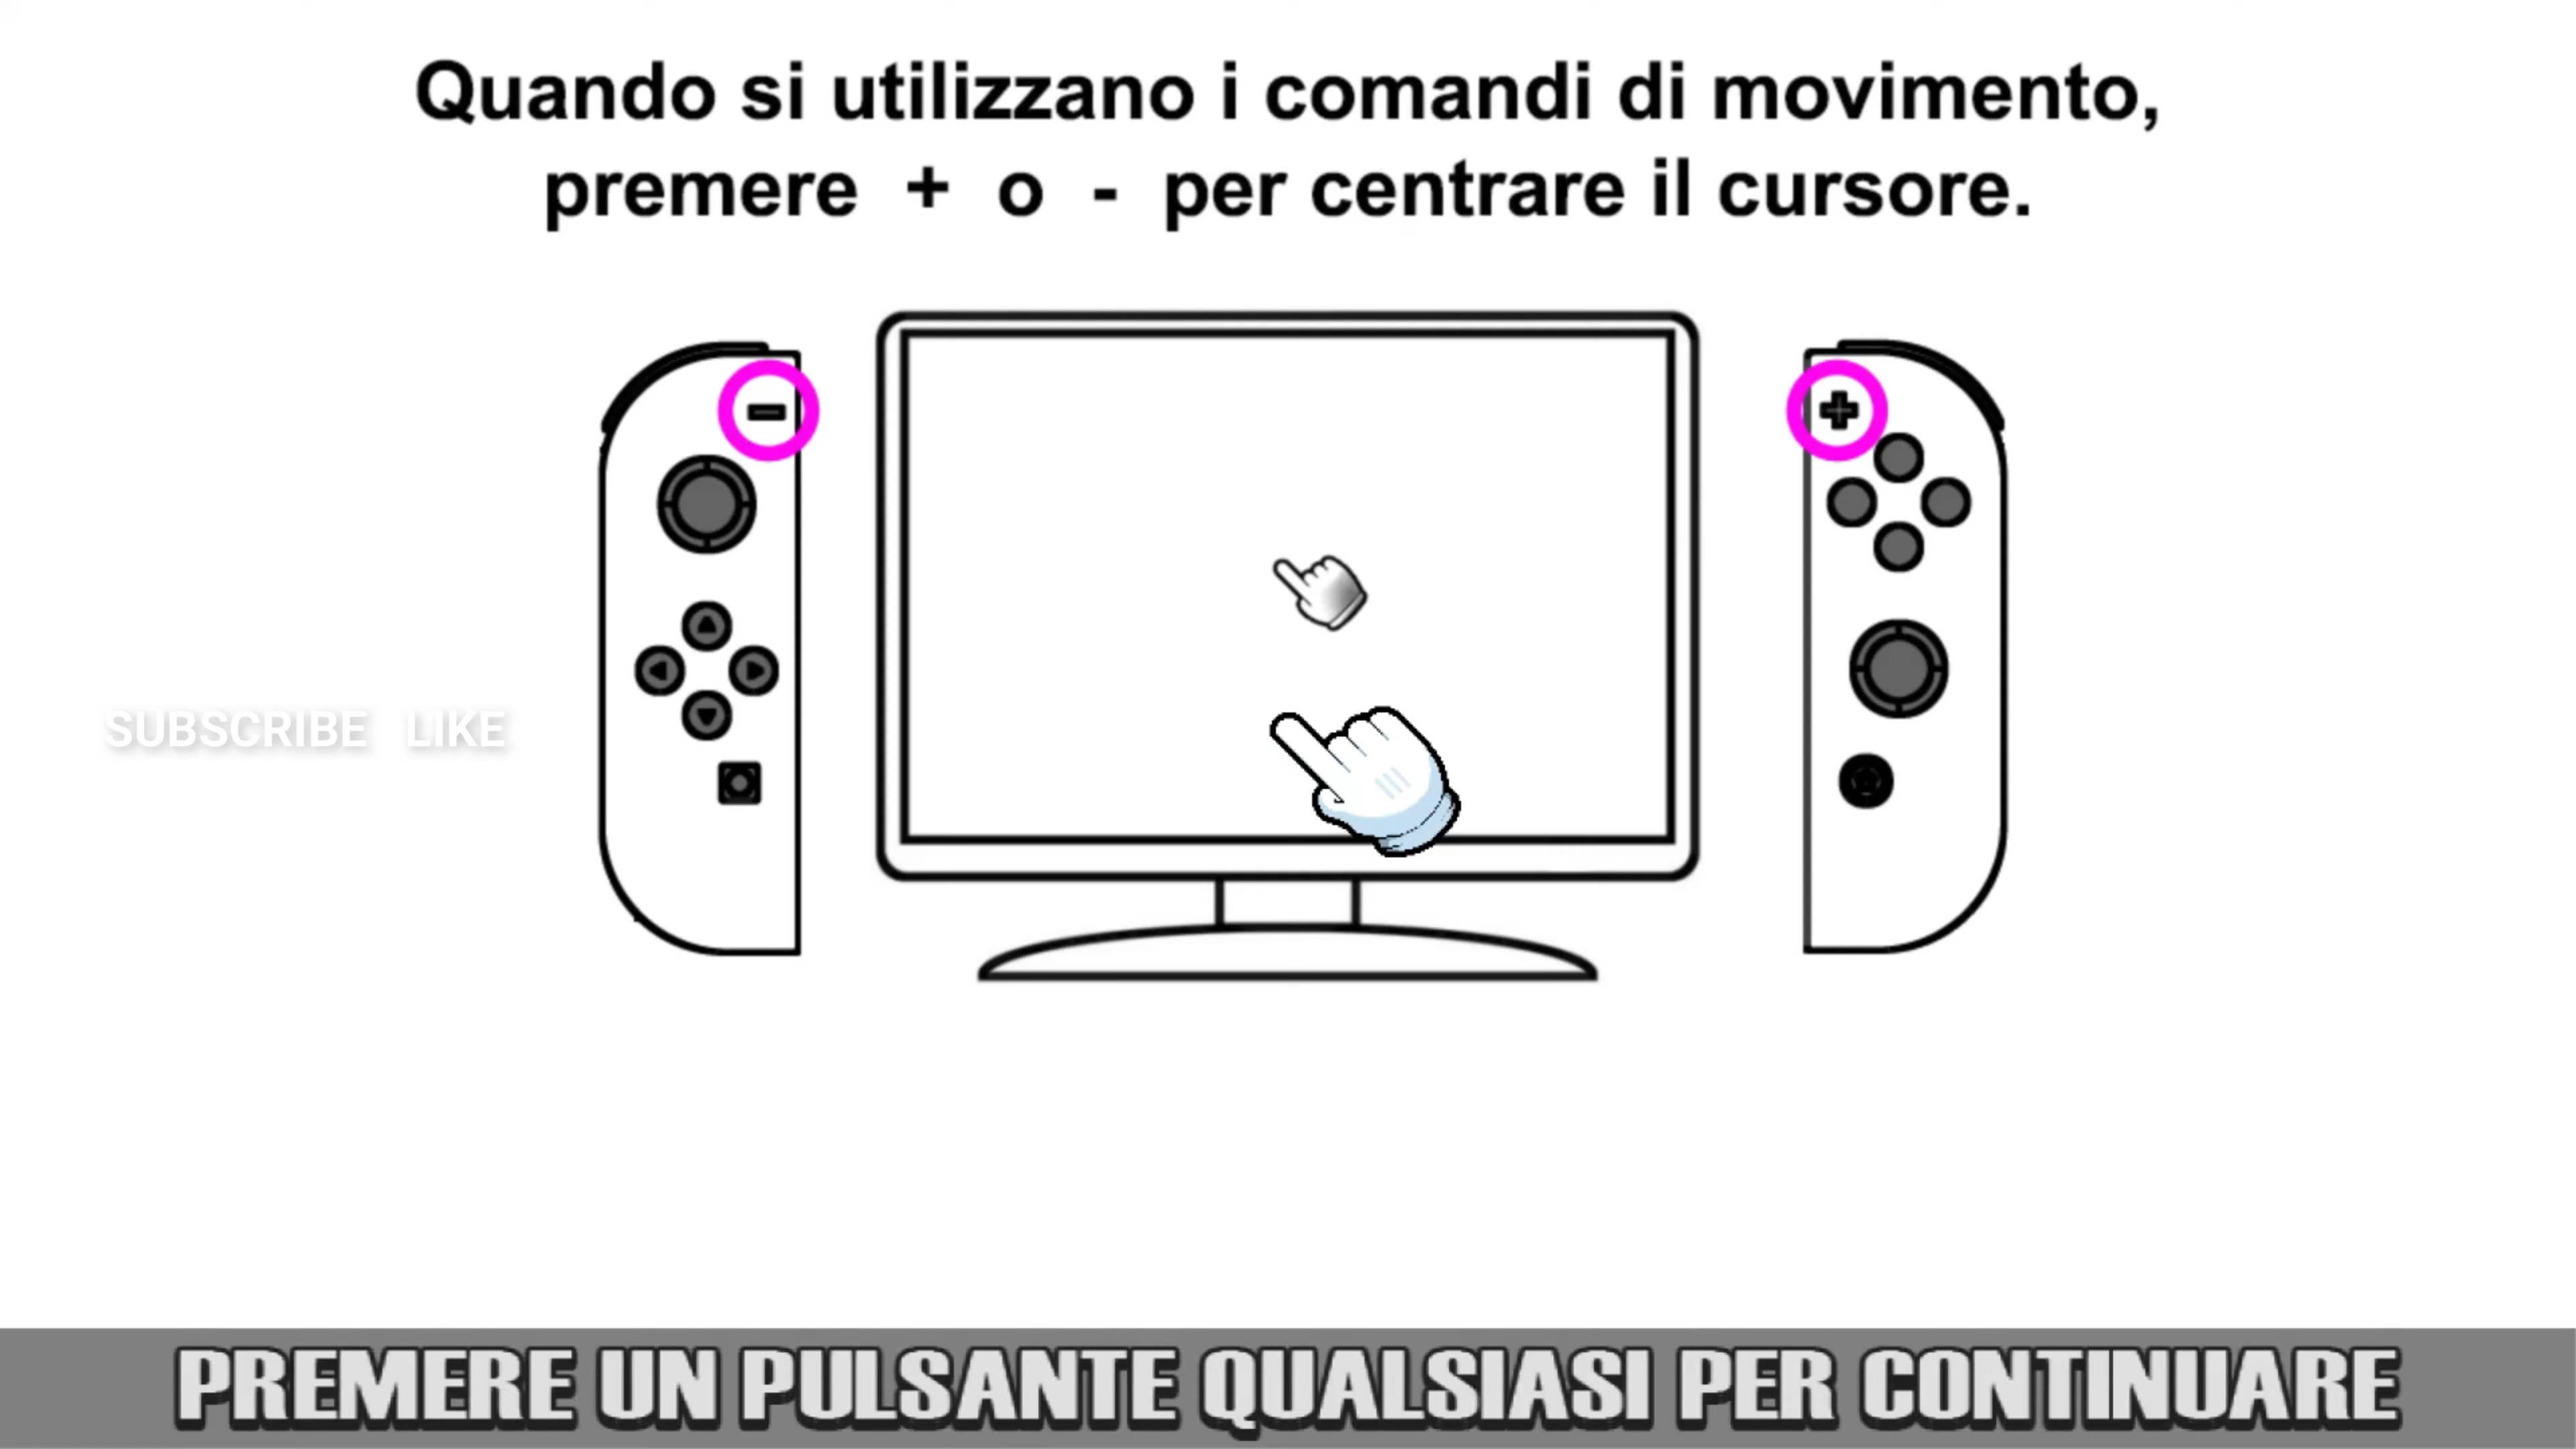 Quando si utilizzano i comandi di movimento,
premere + o - per centrare il cursore.
SUBSCRIBE LIKE
PREMERE UN PULSANTE QUALSIASI PER CONTINUARE